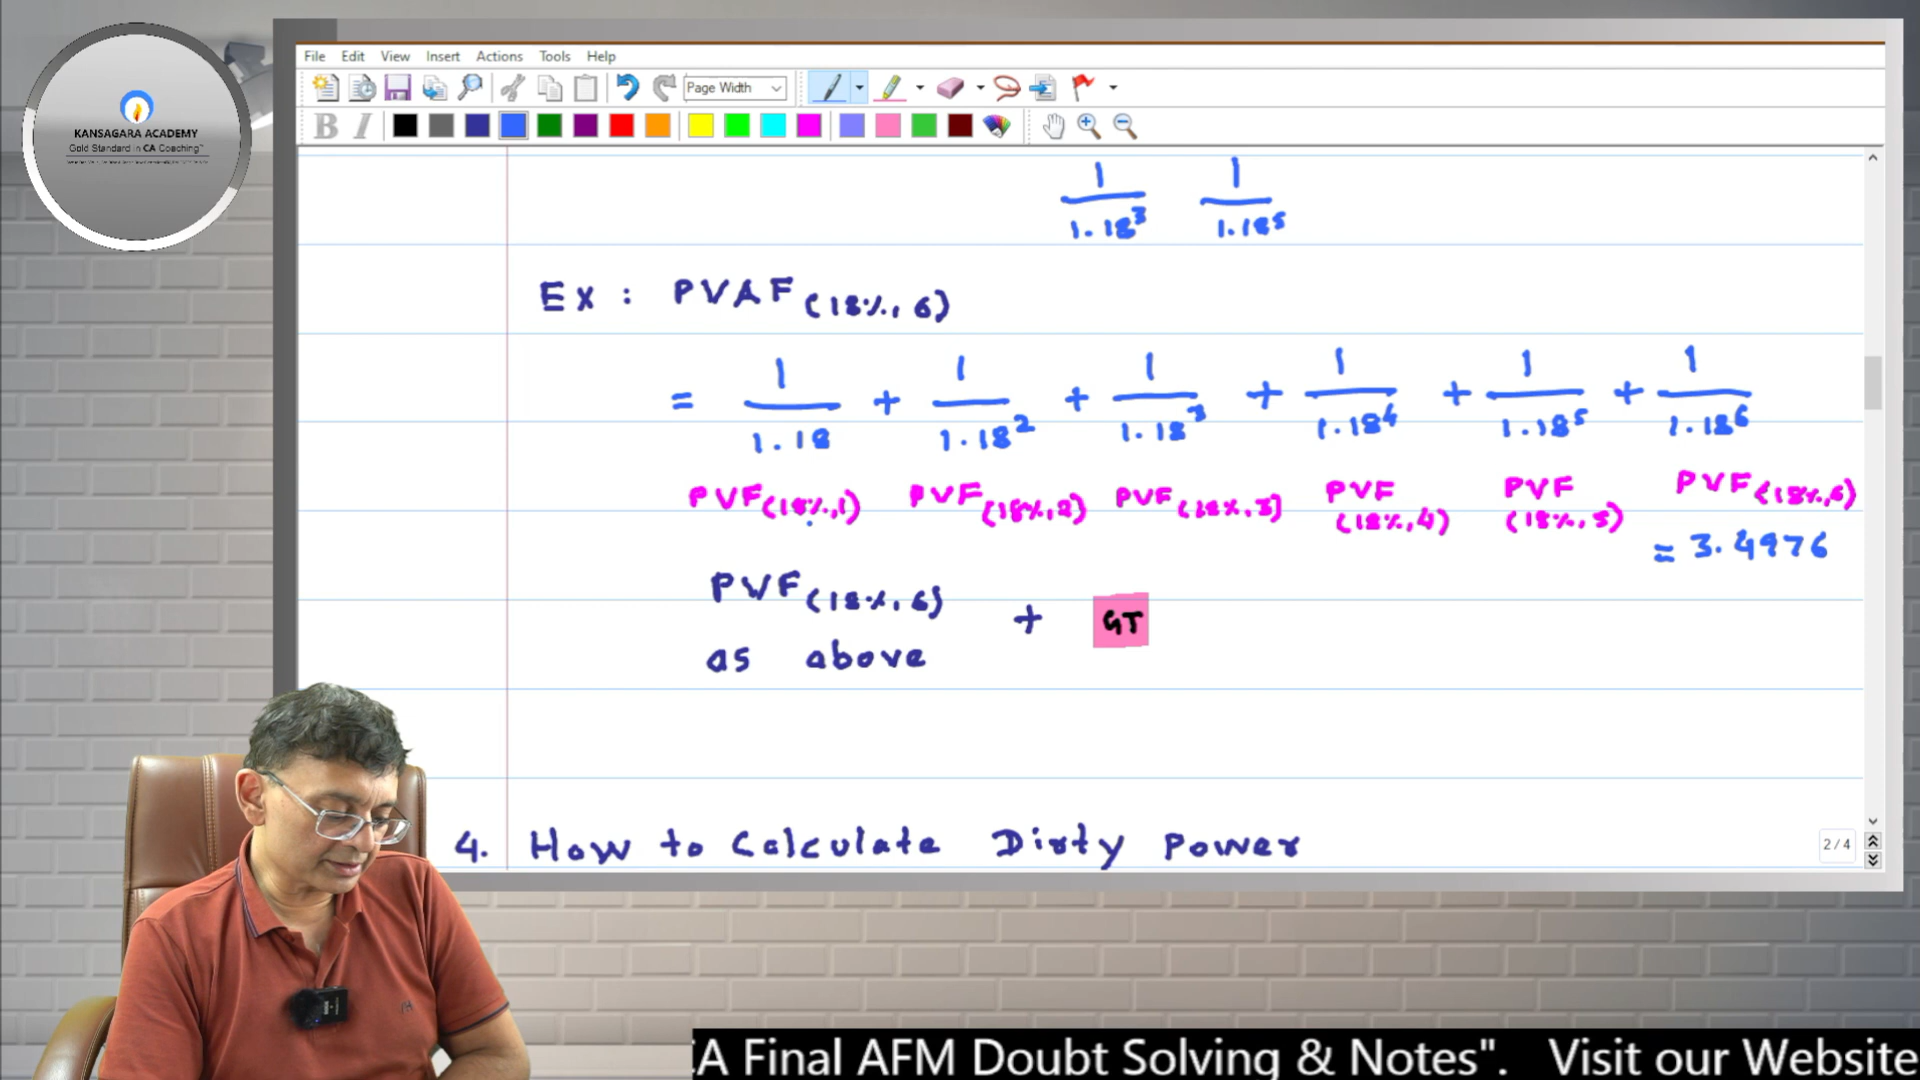 KANSAGARA ACADEMY
Gold Standard in CA Coaching™
File Edit View Insert Actions Tools Help
Page Width
B I
1 1
1.18³ 1.18⁵
Ex : PVAF(18%, 6)
= 1 + 1 + 1 + 1 + 1 + 1
1.18 1.18² 1.18³ 1.18⁴ 1.18⁵ 1.18⁶
PVF(18%,1) PVF(18%,2) PVF(18%,3) PVF(18%,4) PVF(18%,5) PVF(18%,6)
= 3.4976
PVF(18%, 6) + GT
as above
4. How to Calculate Dirty Power
2 / 4
A Final AFM Doubt Solving & Notes". Visit our Website